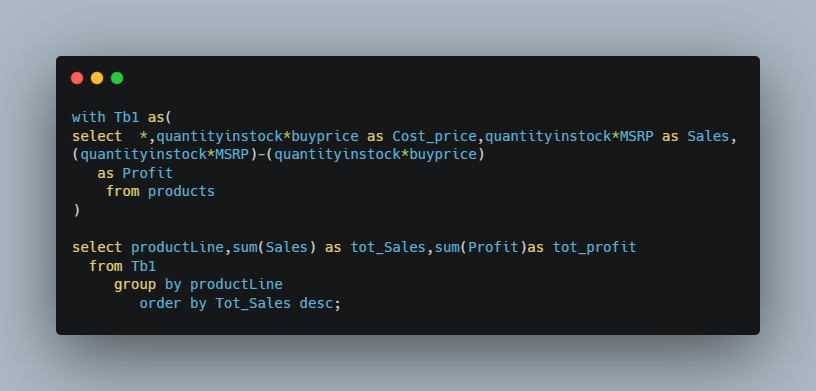 with Tb1 as(
select  *,quantityinstock*buyprice as Cost_price,quantityinstock*MSRP as Sales,
(quantityinstock*MSRP)-(quantityinstock*buyprice)
   as Profit
    from products
)

select productLine,sum(Sales) as tot_Sales,sum(Profit)as tot_profit
  from Tb1
     group by productLine
        order by Tot_Sales desc;